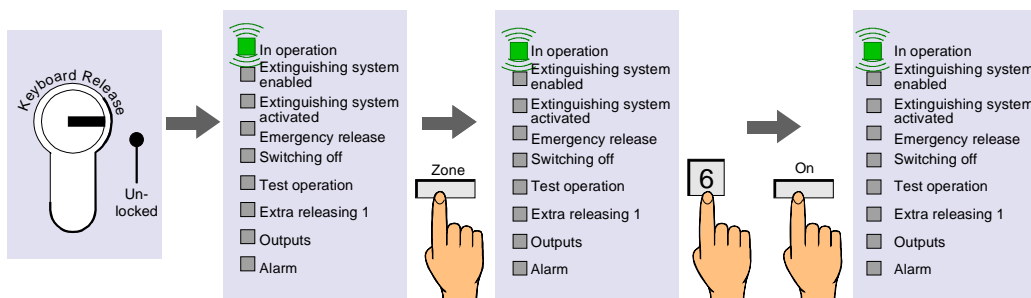 Keyboard Release
Un-
locked
In operation
Extinguishing system
enabled
Extinguishing system
activated
Emergency release
Switching off
Test operation
Extra releasing 1
Outputs
Alarm
Zone
In operation
Extinguishing system
enabled
Extinguishing system
activated
Emergency release
Switching off
Test operation
Extra releasing 1
Outputs
Alarm
6
On
In operation
Extinguishing system
enabled
Extinguishing system
activated
Emergency release
Switching off
Test operation
Extra releasing 1
Outputs
Alarm